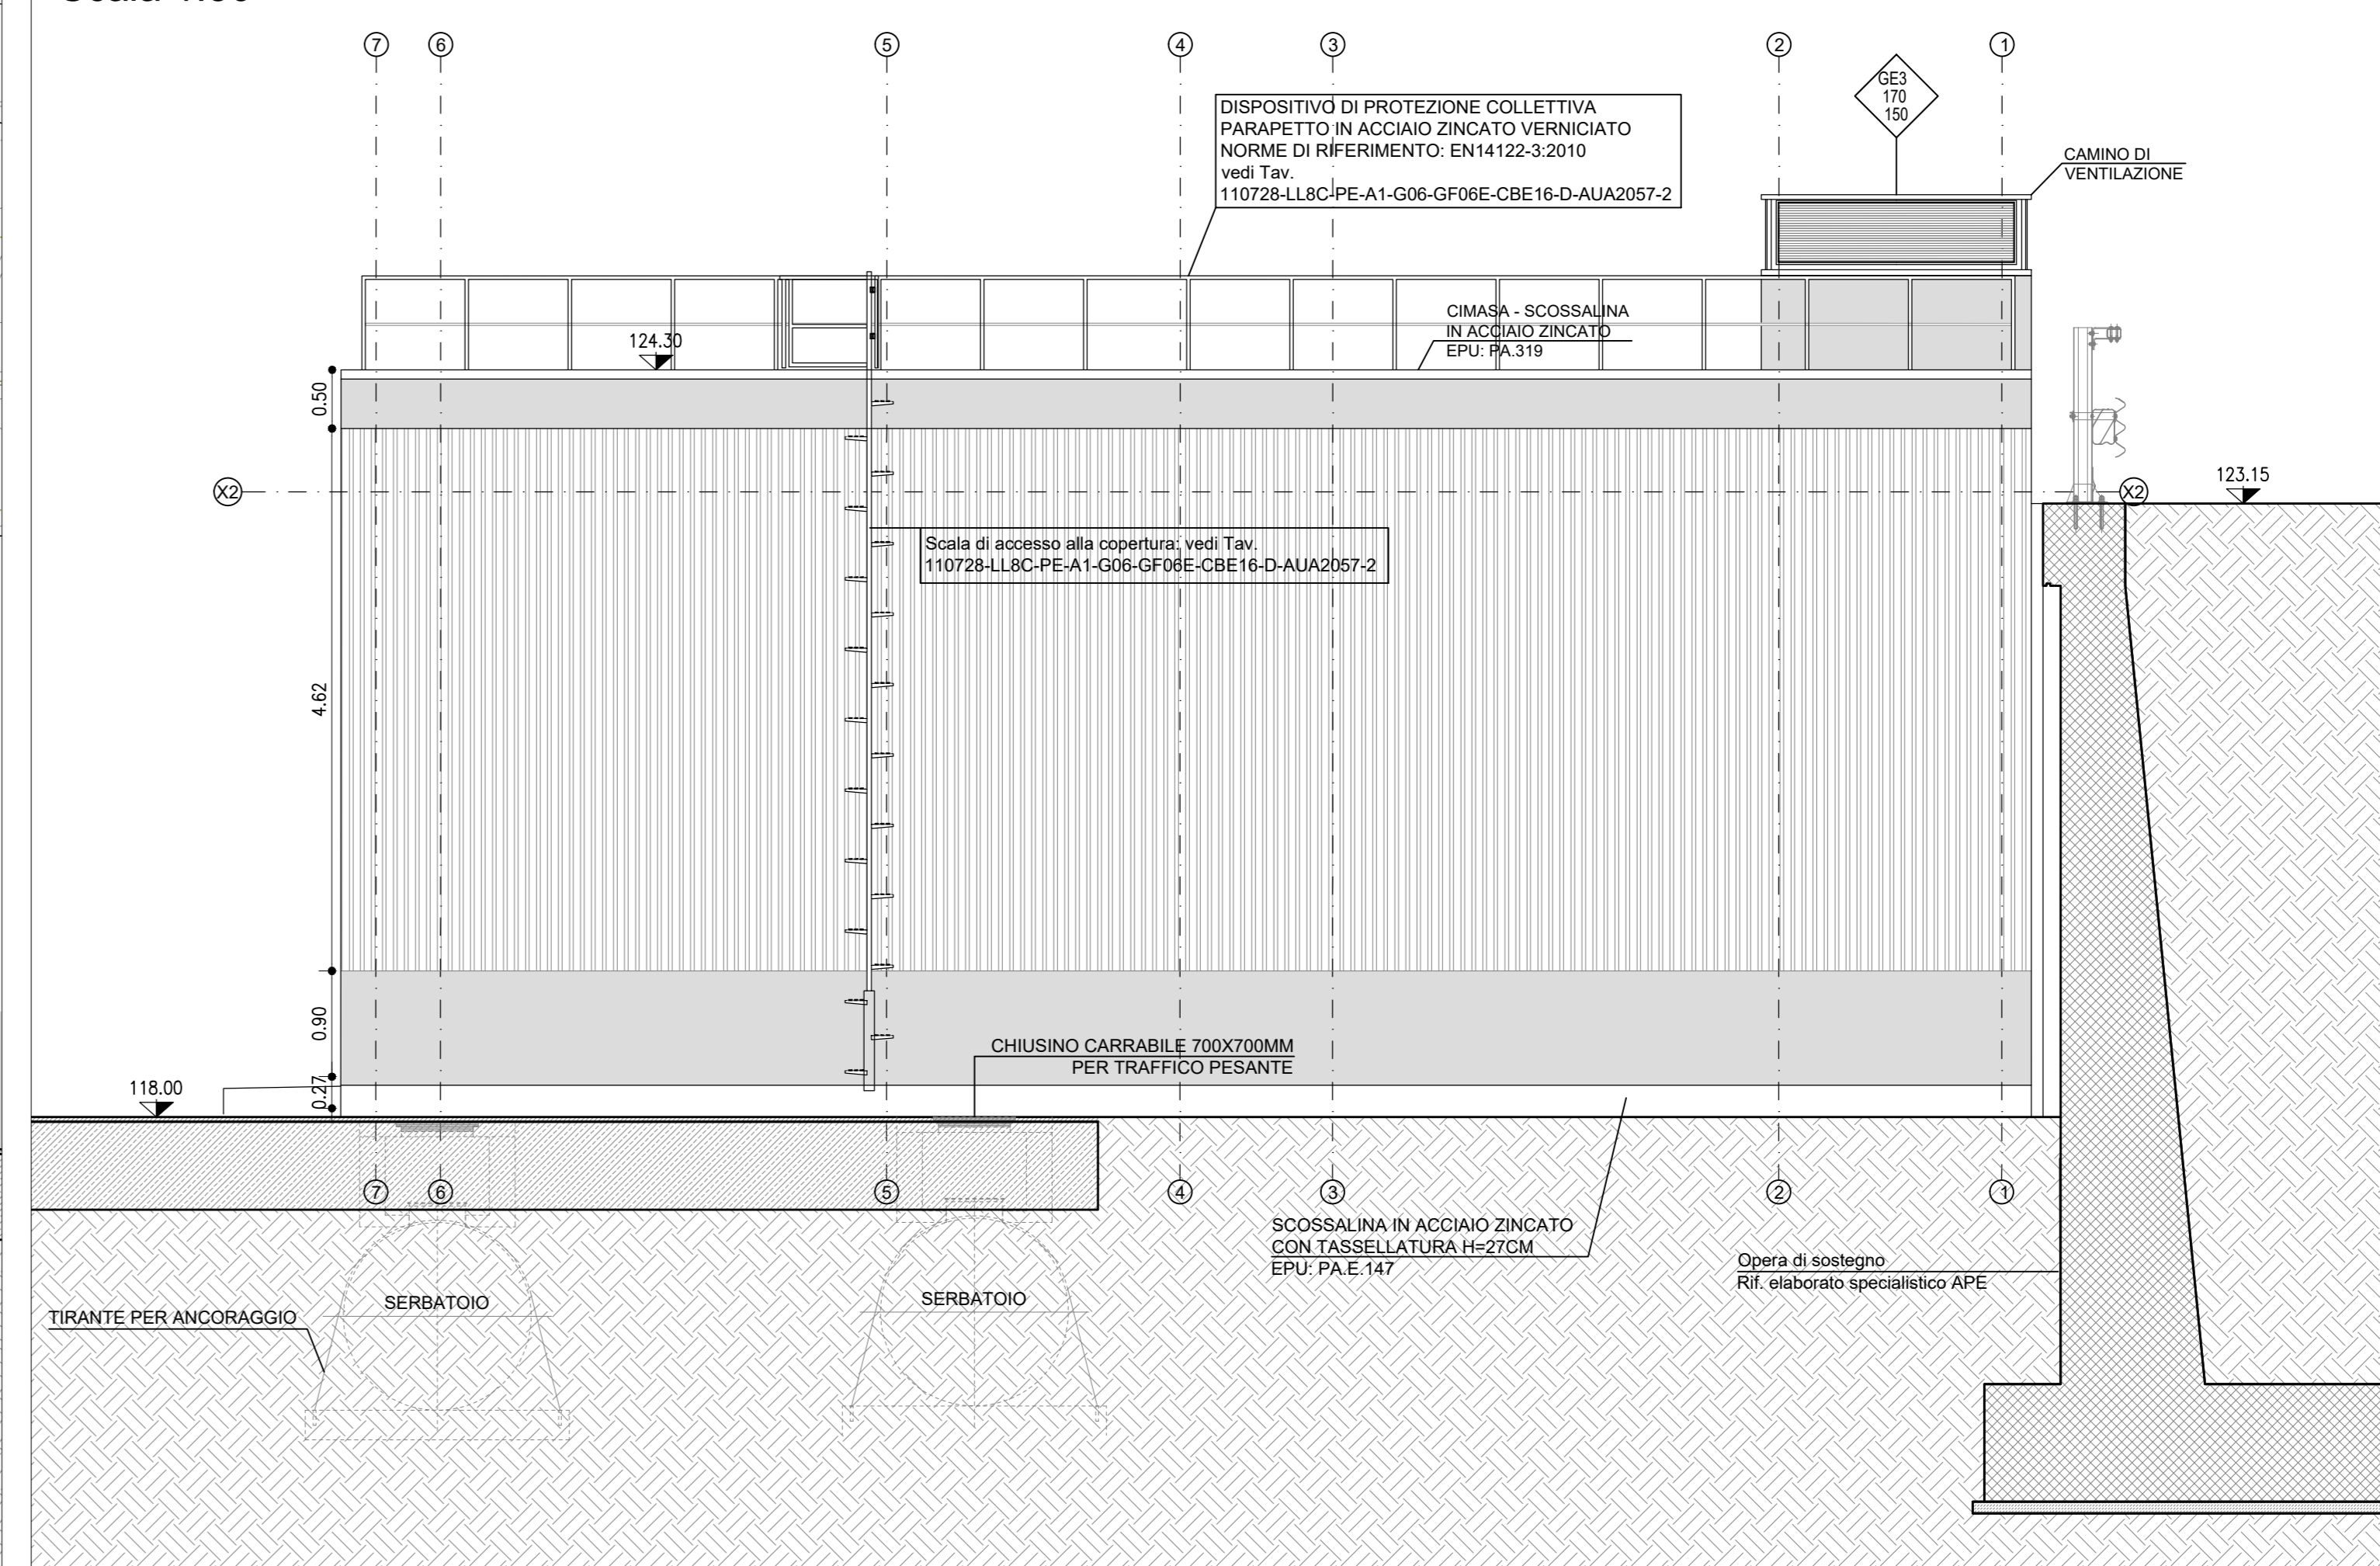 7
6
5
4
3
2
1
GE3
170
150
DISPOSITIVO DI PROTEZIONE COLLETTIVA
PARAPETTO IN ACCIAIO ZINCATO VERNICIATO
NORME DI RIFERIMENTO: EN14122-3:2010
vedi Tav.
110728-LL8C-PE-A1-G06-GF06E-CBE16-D-AUA2057-2
CAMINO DI
VENTILAZIONE
CIMASA - SCOSSALINA
IN ACCIAIO ZINCATO
EPU: PA.319
124.30
0.50
X2
X2
123.15
Scala di accesso alla copertura: vedi Tav.
110728-LL8C-PE-A1-G06-GF06E-CBE16-D-AUA2057-2
4.62
0.90
CHIUSINO CARRABILE 700X700MM
PER TRAFFICO PESANTE
118.00
0.27
7
6
5
4
3
2
1
SCOSSALINA IN ACCIAIO ZINCATO
CON TASSELLATURA H=27CM
EPU: PA.E.147
Opera di sostegno
Rif. elaborato specialistico APE
SERBATOIO
SERBATOIO
TIRANTE PER ANCORAGGIO